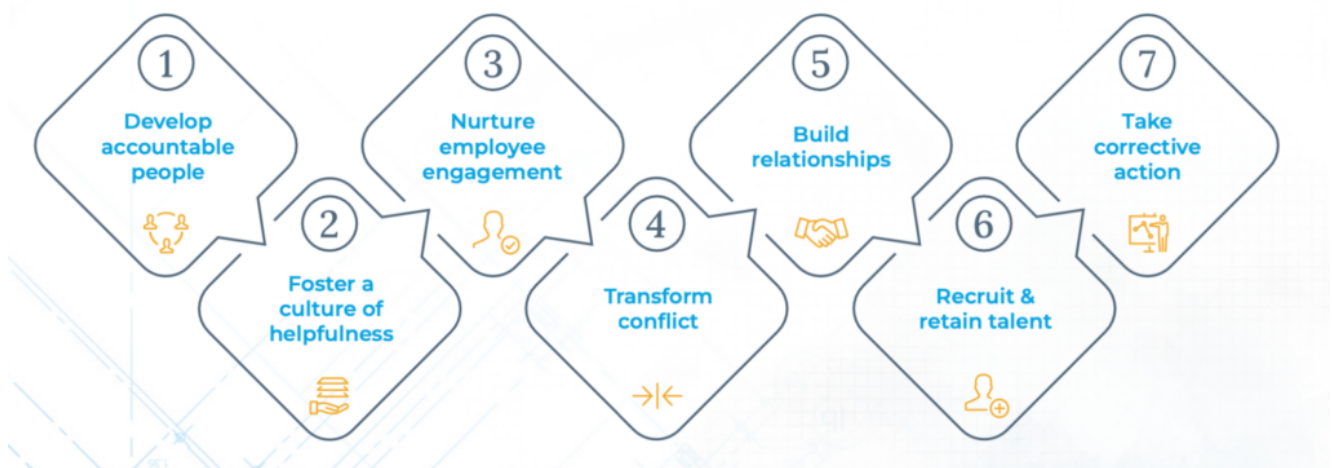 1
Develop
accountable
people
2
Foster a
culture of
helpfulness
3
Nurture
employee
engagement
4
Transform
conflict
5
Build
relationships
6
Recruit &
retain talent
7
Take
corrective
action